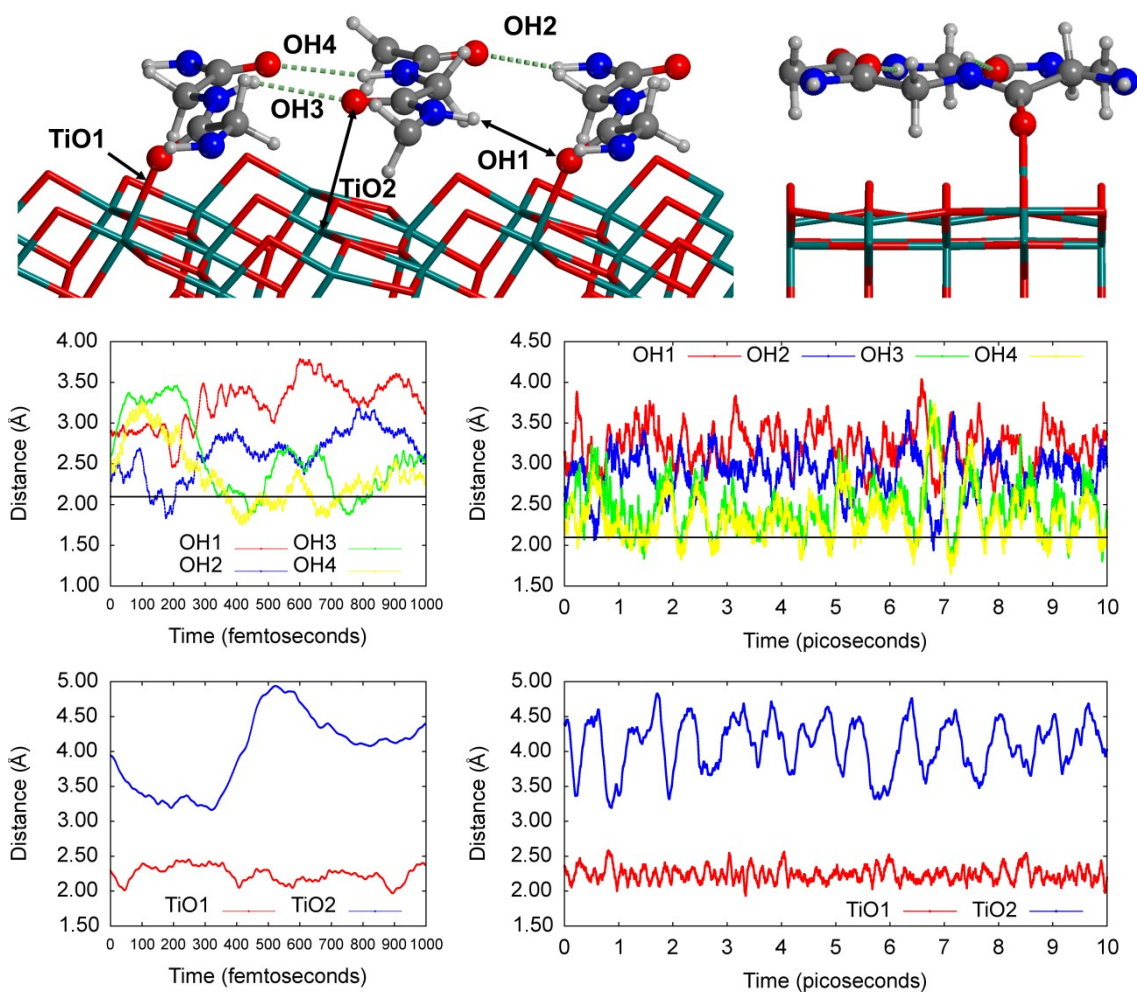 OH4
OH2
OH3
TiO1
OH1
TiO2
4.00
3.50
3.00
2.50
2.00
1.50
1.00
Distance (Å)
OH1 OH3
OH2 OH4
0 100 200 300 400 500 600 700 800 900 1000
Time (femtoseconds)
4.50
4.00
3.50
3.00
2.50
2.00
1.50
Distance (Å)
OH1 OH2 OH3 OH4
0 1 2 3 4 5 6 7 8 9 10
Time (picoseconds)
5.00
4.50
4.00
3.50
3.00
2.50
2.00
1.50
Distance (Å)
TiO1 TiO2
0 100 200 300 400 500 600 700 800 900 1000
Time (femtoseconds)
5.00
4.50
4.00
3.50
3.00
2.50
2.00
1.50
Distance (Å)
TiO1 TiO2
0 1 2 3 4 5 6 7 8 9 10
Time (picoseconds)